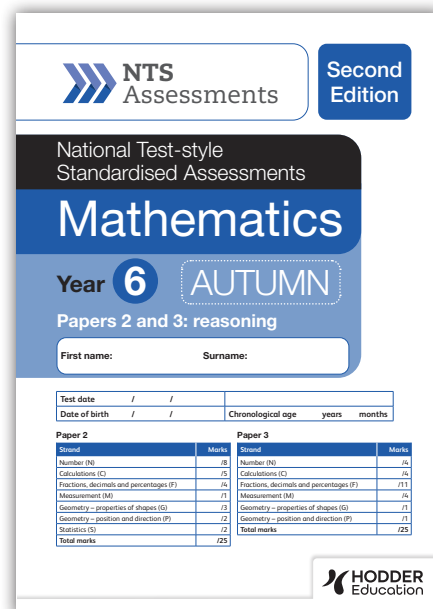 NTS
Assessments
Second
Edition
National Test-style
Standardised Assessments
Mathematics
Year 6 AUTUMN
Papers 2 and 3: reasoning
First name: Surname:
Test date / /
Date of birth / / Chronological age years months
Paper 2
Strand Marks
Number (N) /8
Calculations (C) /5
Fractions, decimals and percentages (F) /4
Measurement (M) /1
Geometry – properties of shapes (G) /3
Geometry – position and direction (P) /2
Statistics (S) /2
Total marks /25
Paper 3
Strand Marks
Number (N) /4
Calculations (C) /4
Fractions, decimals and percentages (F) /11
Measurement (M) /4
Geometry – properties of shapes (G) /1
Geometry – position and direction (P) /1
Total marks /25
HODDER
Education